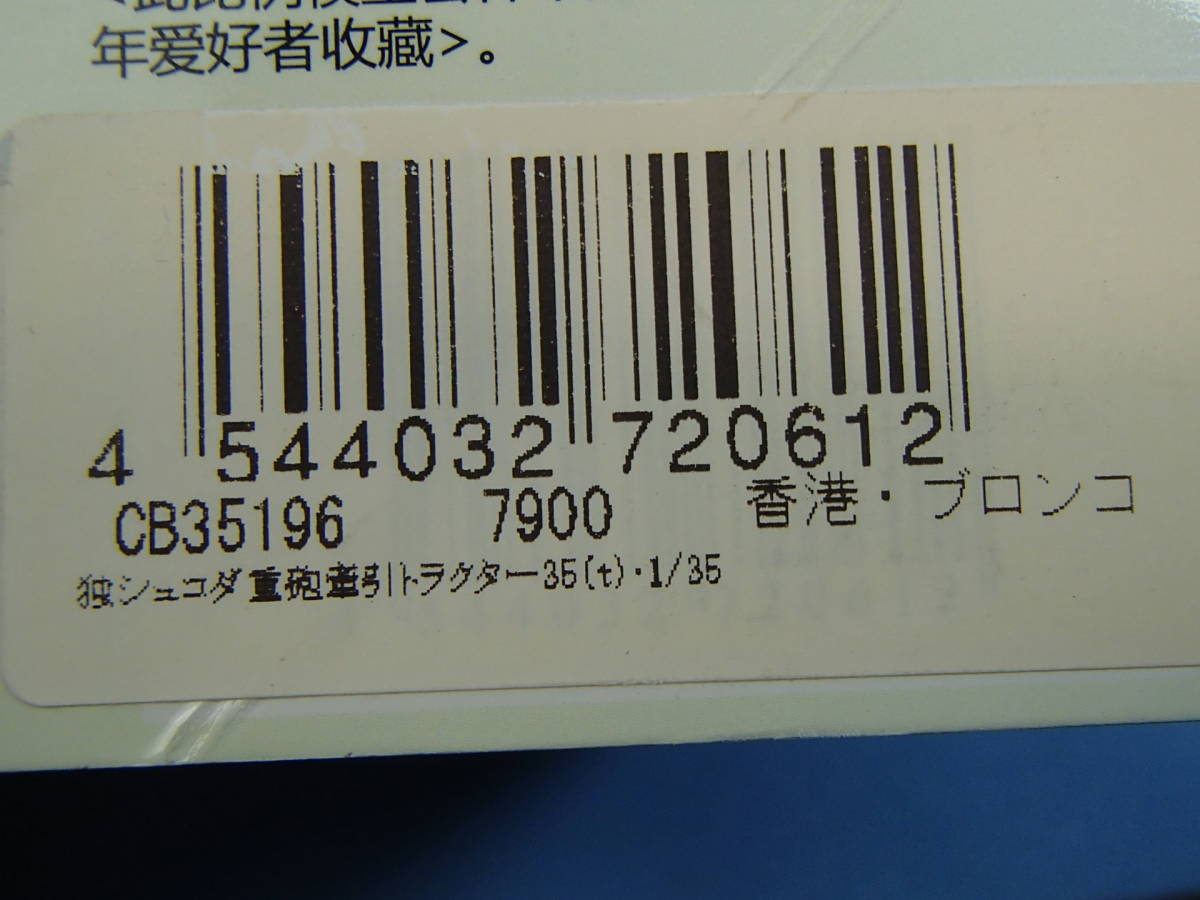 年爱好者收藏>。
4 544032 720612
CB35196 7900 香港・ブロンコ
独シュコダ重砲牽引トラクター35(t)・1/35